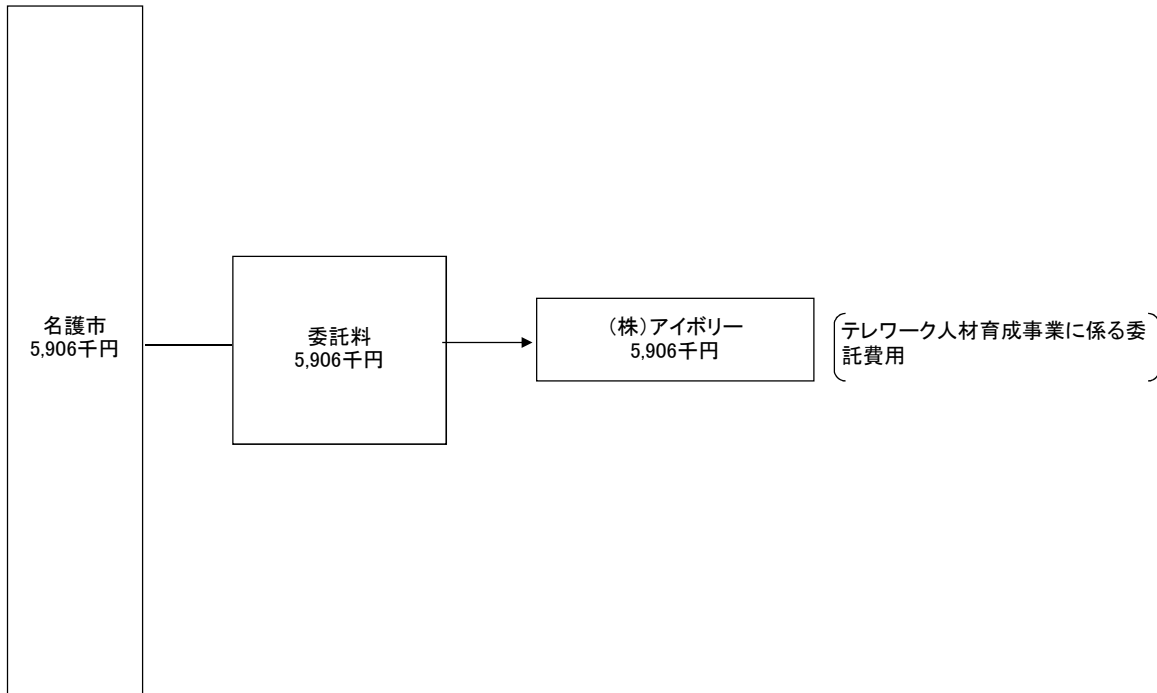 名護市
5,906千円
委託料
5,906千円
（株）アイボリー
5,906千円
テレワーク人材育成事業に係る委
託費用